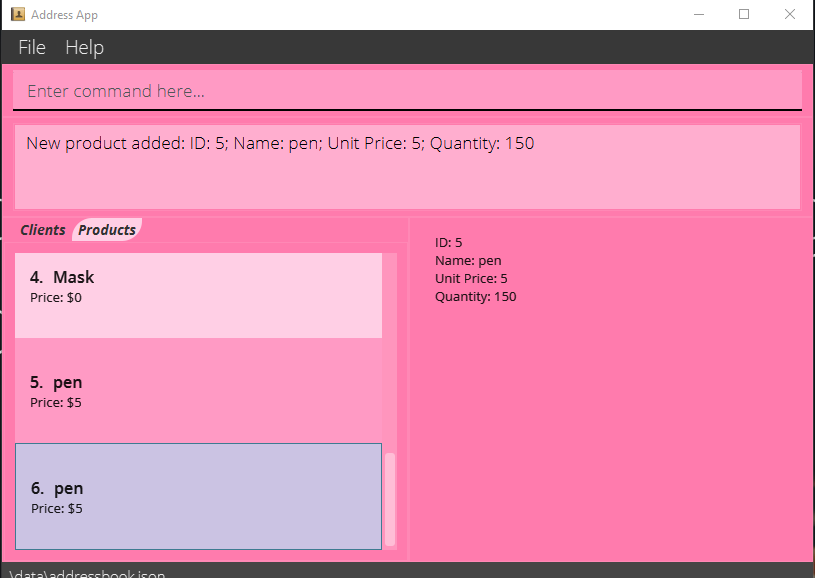 Address App
File Help
Enter command here...
New product added: ID: 5; Name: pen; Unit Price: 5; Quantity: 150
Clients Products
4. Mask
Price: $0
5. pen
Price: $5
6. pen
Price: $5
ID: 5
Name: pen
Unit Price: 5
Quantity: 150
\data\addressbook.json